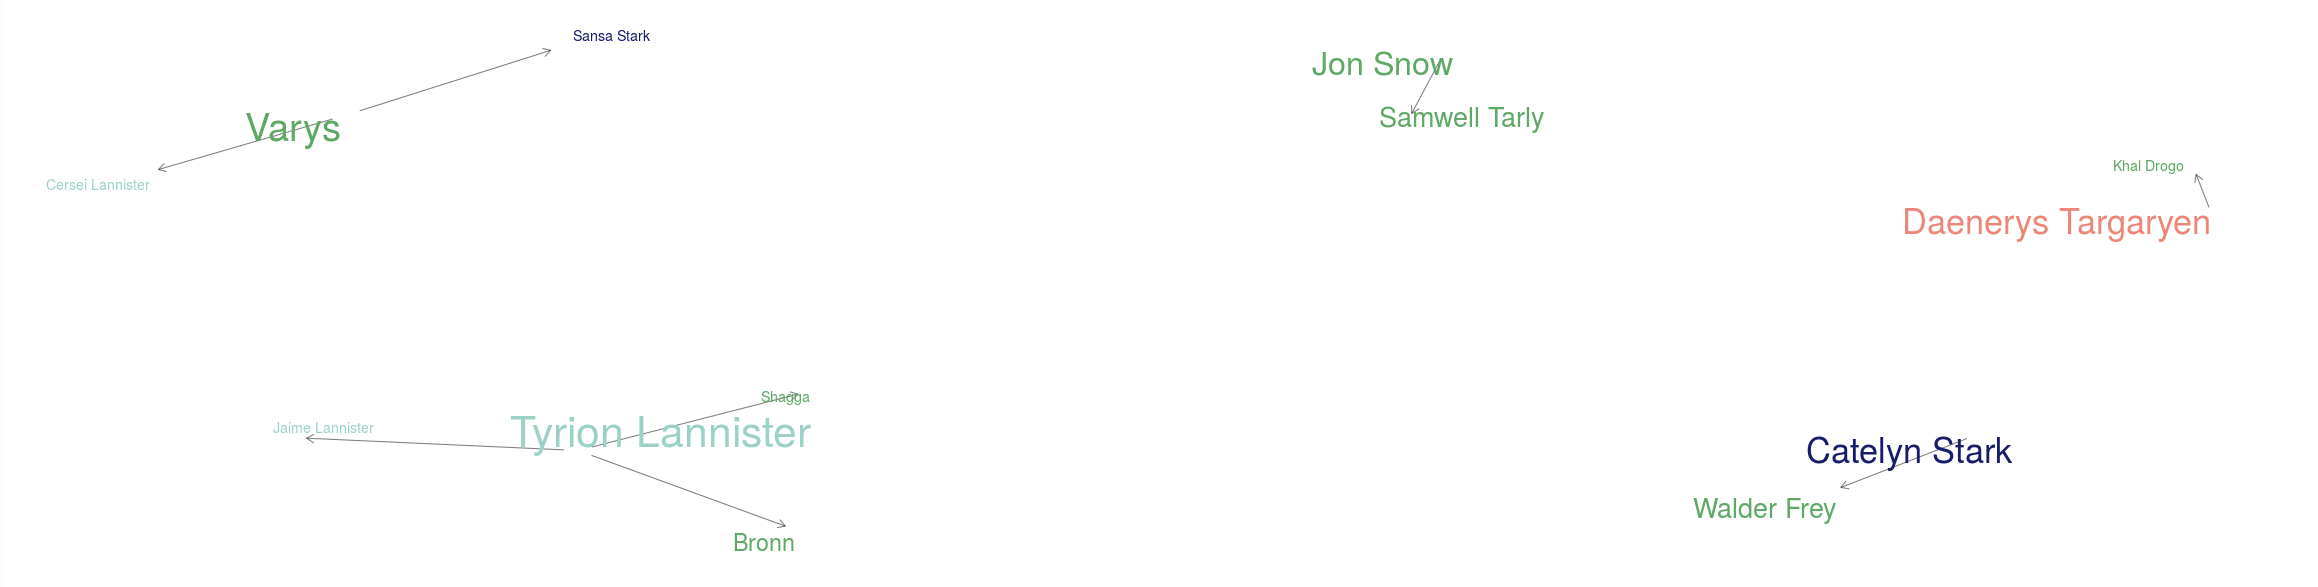 Sansa Stark
Jon Snow
Varys
Samwell Tarly
Cersei Lannister
Khal Drogo
Daenerys Targaryen
Shagga
Jaime Lannister
Tyrion Lannister
Catelyn Stark
Walder Frey
Bronn